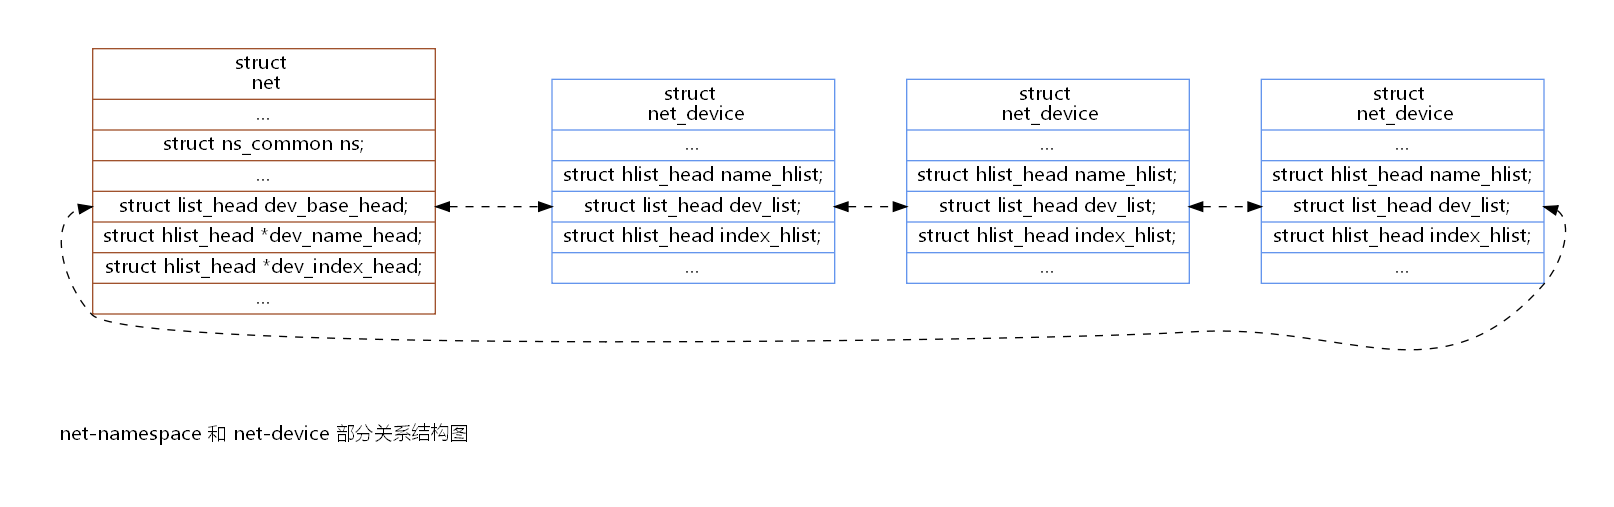 struct
net
...
struct ns_common ns;
...
struct list_head dev_base_head;
struct hlist_head *dev_name_head;
struct hlist_head *dev_index_head;
...
struct
net_device
...
struct hlist_head name_hlist;
struct list_head dev_list;
struct hlist_head index_hlist;
...
struct
net_device
...
struct hlist_head name_hlist;
struct list_head dev_list;
struct hlist_head index_hlist;
...
struct
net_device
...
struct hlist_head name_hlist;
struct list_head dev_list;
struct hlist_head index_hlist;
...
net-namespace 和 net-device 部分关系结构图